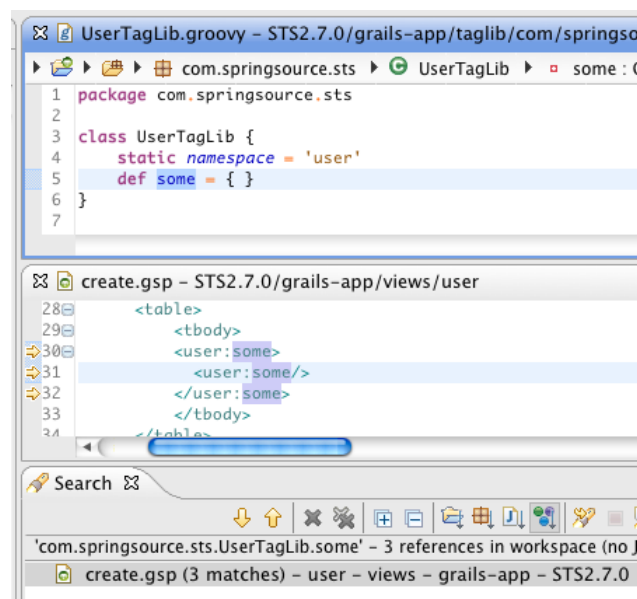 UserTagLib.groovy – STS2.7.0/grails-app/taglib/com/springso
com.springsource.sts UserTagLib some :
1 package com.springsource.sts
2
3 class UserTagLib {
4 static namespace = 'user'
5 def some = { }
6 }
7
create.gsp – STS2.7.0/grails-app/views/user
28 <table>
29 <tbody>
30 <user:some>
31 <user:some/>
32 </user:some>
33 </tbody>
34 </table>
Search
'com.springsource.sts.UserTagLib.some' – 3 references in workspace (no J
create.gsp (3 matches) – user – views – grails-app – STS2.7.0